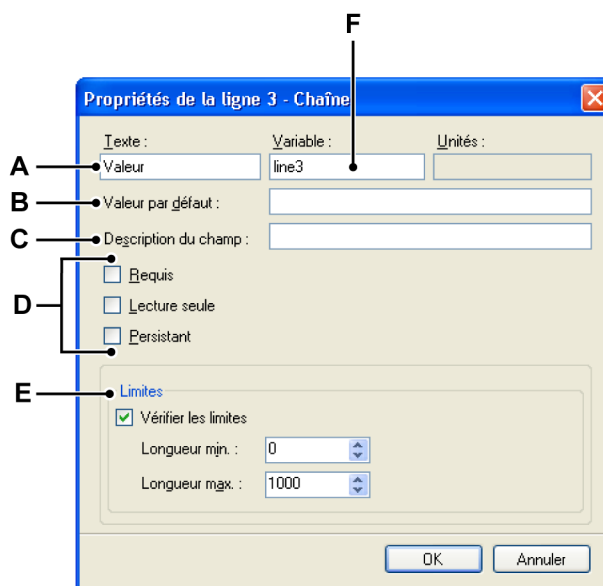 F
Propriétés de la ligne 3 - Chaîne
Texte : Variable : Unités :
A Valeur line3
B Valeur par défaut :
C Description du champ :
D
Requis
Lecture seule
Persistant
E Limites
Vérifier les limites
Longueur min. : 0
Longueur max. : 1000
OK Annuler